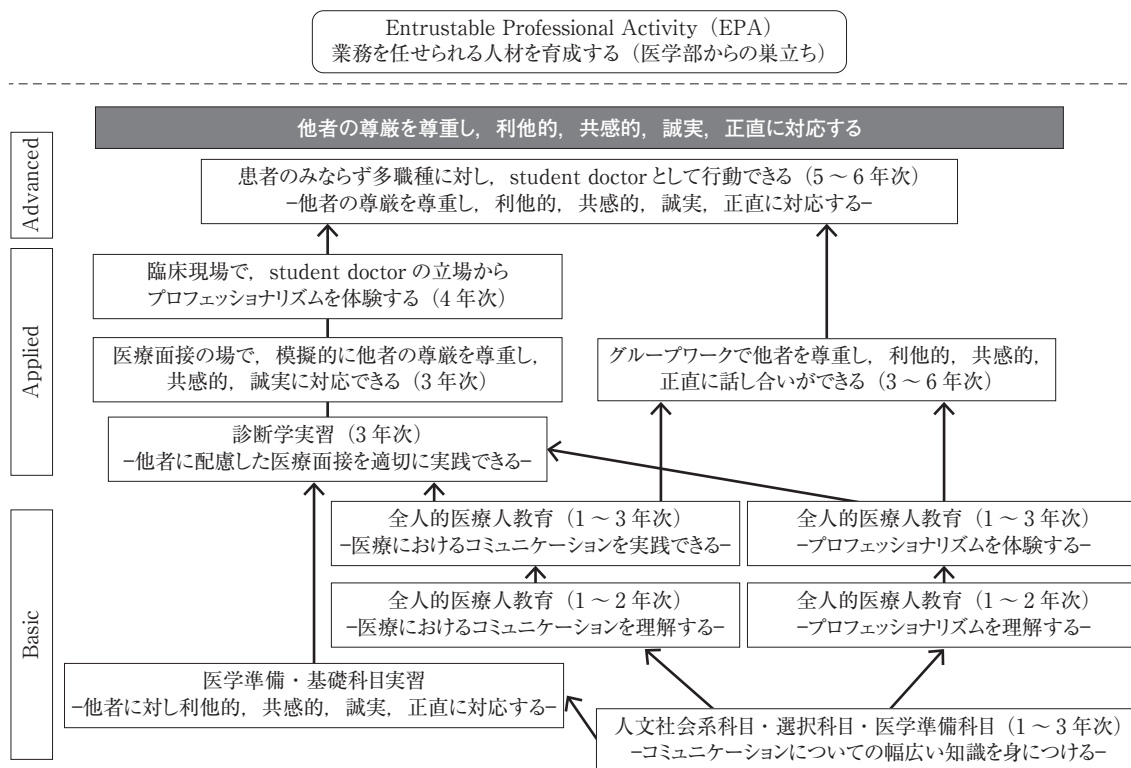 Entrustable Professional Activity（EPA）
業務を任せられる人材を育成する（医学部からの巣立ち）
他者の尊厳を尊重し，利他的，共感的，誠実，正直に対応する
Advanced
患者のみならず多職種に対し，student doctor として行動できる（5 ～ 6 年次）
−他者の尊厳を尊重し，利他的，共感的，誠実，正直に対応する−
Applied
臨床現場で，student doctor の立場から
プロフェッショナリズムを体験する（4 年次）
医療面接の場で，模擬的に他者の尊厳を尊重し，
共感的，誠実に対応できる（3 年次）
グループワークで他者を尊重し，利他的，共感的，
正直に話し合いができる（3 ～ 6 年次）
診断学実習（3 年次）
−他者に配慮した医療面接を適切に実践できる−
Basic
全人的医療人教育（1 ～ 3 年次）
−医療におけるコミュニケーションを実践できる−
全人的医療人教育（1 ～ 3 年次）
−プロフェッショナリズムを体験する−
全人的医療人教育（1 ～ 2 年次）
−医療におけるコミュニケーションを理解する−
全人的医療人教育（1 ～ 2 年次）
−プロフェッショナリズムを理解する−
医学準備・基礎科目実習
−他者に対し利他的，共感的，誠実，正直に対応する−
人文社会系科目・選択科目・医学準備科目（1 ～ 3 年次）
−コミュニケーションについての幅広い知識を身につける−